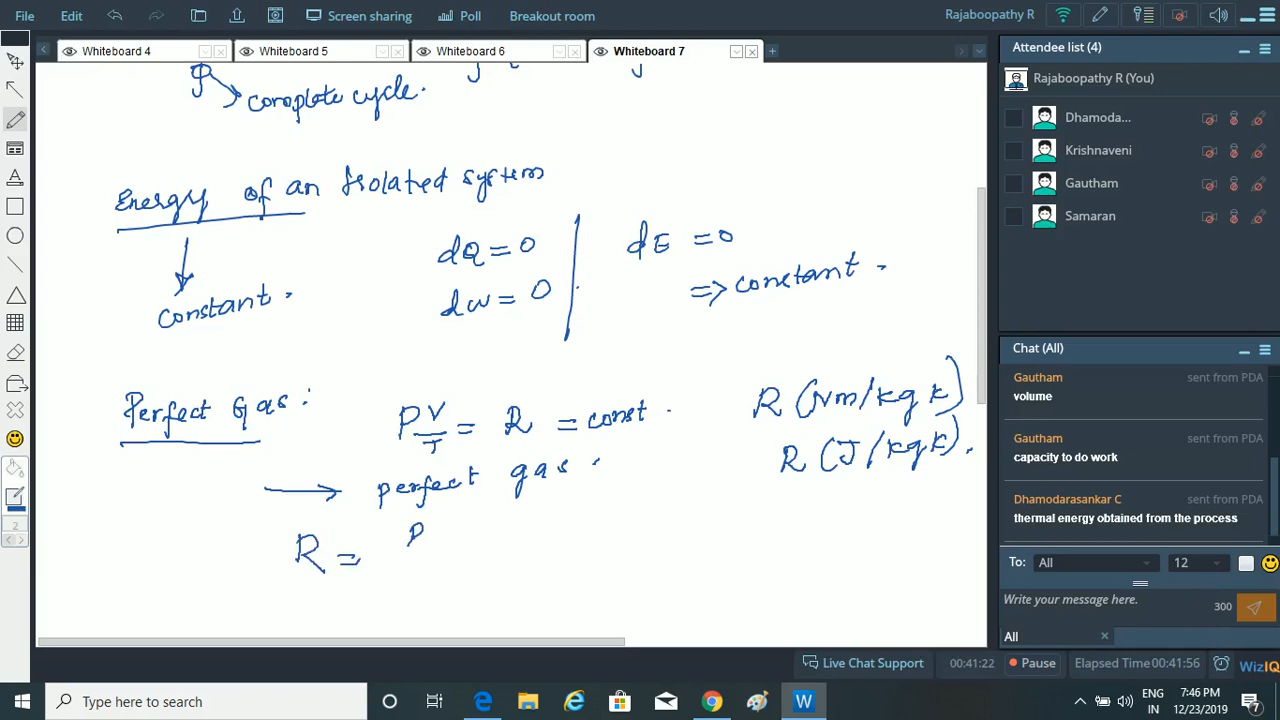 File Edit Screen sharing Poll Breakout room Rajaboopathy R
Whiteboard 4 Whiteboard 5 Whiteboard 6 Whiteboard 7
complete cycle.
Energy of an Isolated system
constant.
dQ = 0
dw = 0
dE = 0
=> constant.
Perfect Gas:
PV/T = R = const.
R (Nm/kg k)
R (J/kg k).
perfect gas.
R = P
Attendee list (4)
Rajaboopathy R (You)
Dhamoda...
Krishnaveni
Gautham
Samaran
Chat (All)
Gautham sent from PDA
volume
Gautham sent from PDA
capacity to do work
Dhamodarasankar C sent from PDA
thermal energy obtained from the process
To: All 12
Write your message here. 300
All
Live Chat Support 00:41:22 Pause Elapsed Time 00:41:56 WizIQ
2
Type here to search
ENG 7:46 PM
IN 12/23/2019